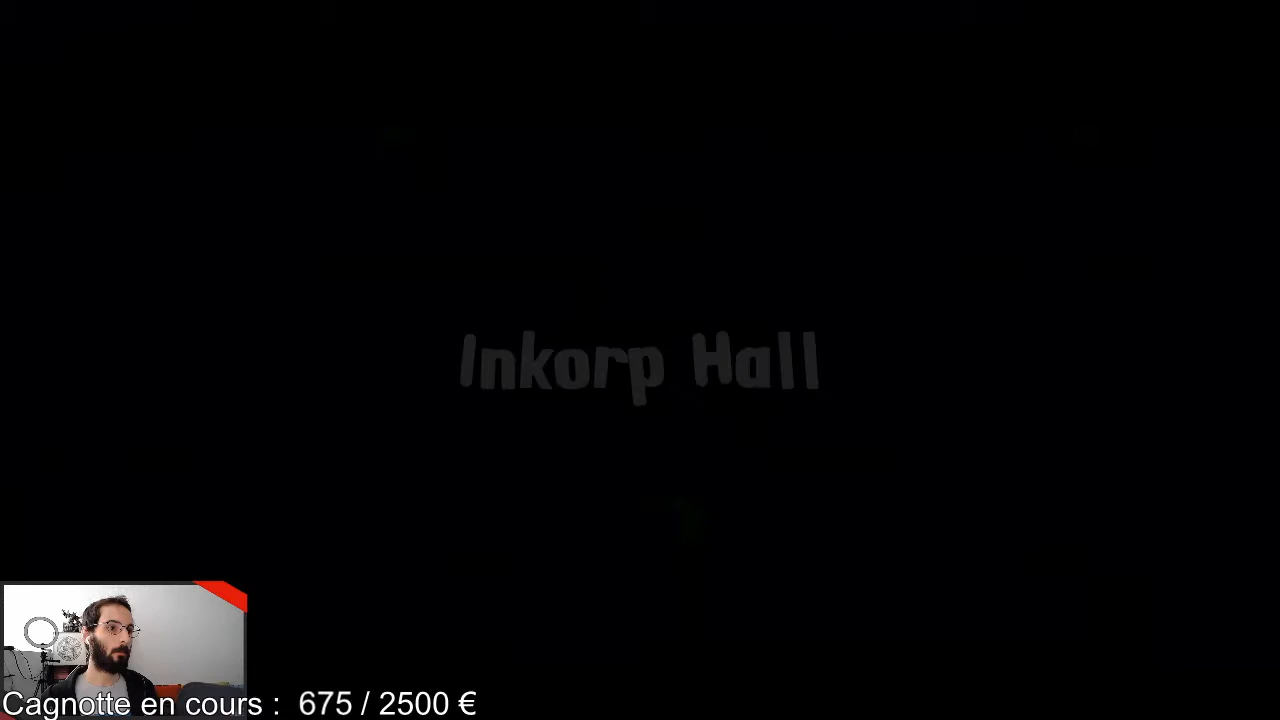 Inkorp Hall
Cagnotte en cours : 675 / 2500 €